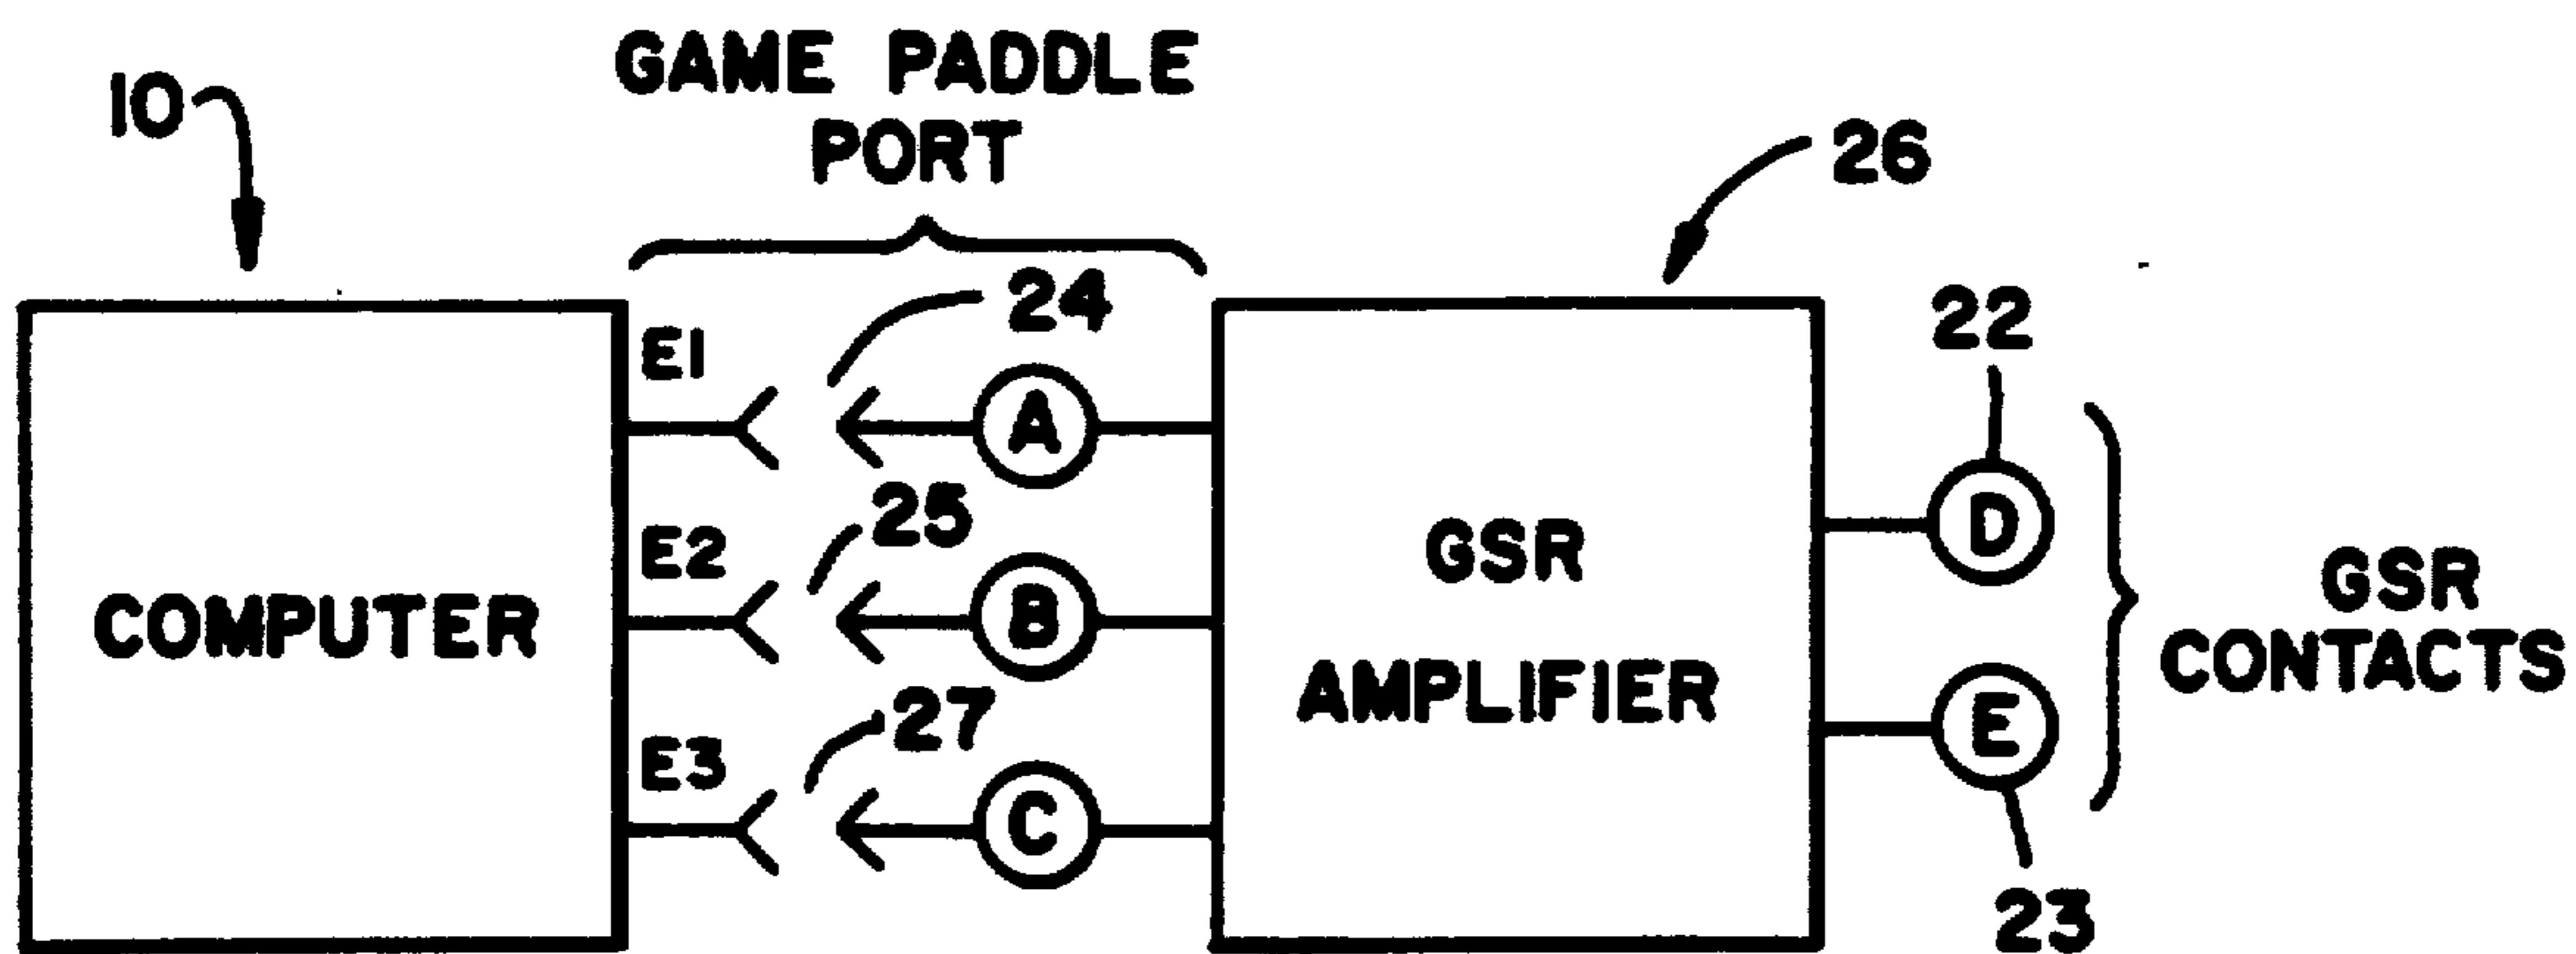 GAME PADDLE
PORT
10
26
24
E1
A
22
D
25
E2
B
GSR
AMPLIFIER
COMPUTER
GSR
CONTACTS
27
E3
C
E
23